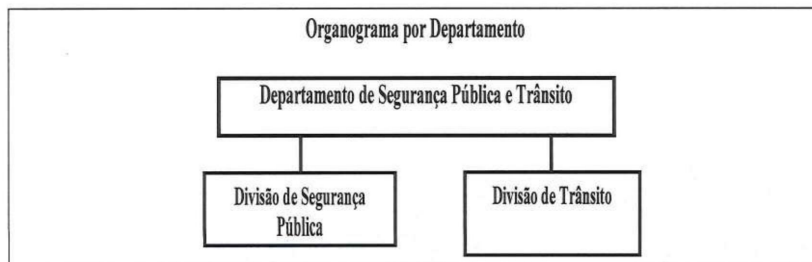 Organograma por Departamento
Departamento de Segurança Pública e Trânsito
Divisão de Segurança
Pública
Divisão de Trânsito